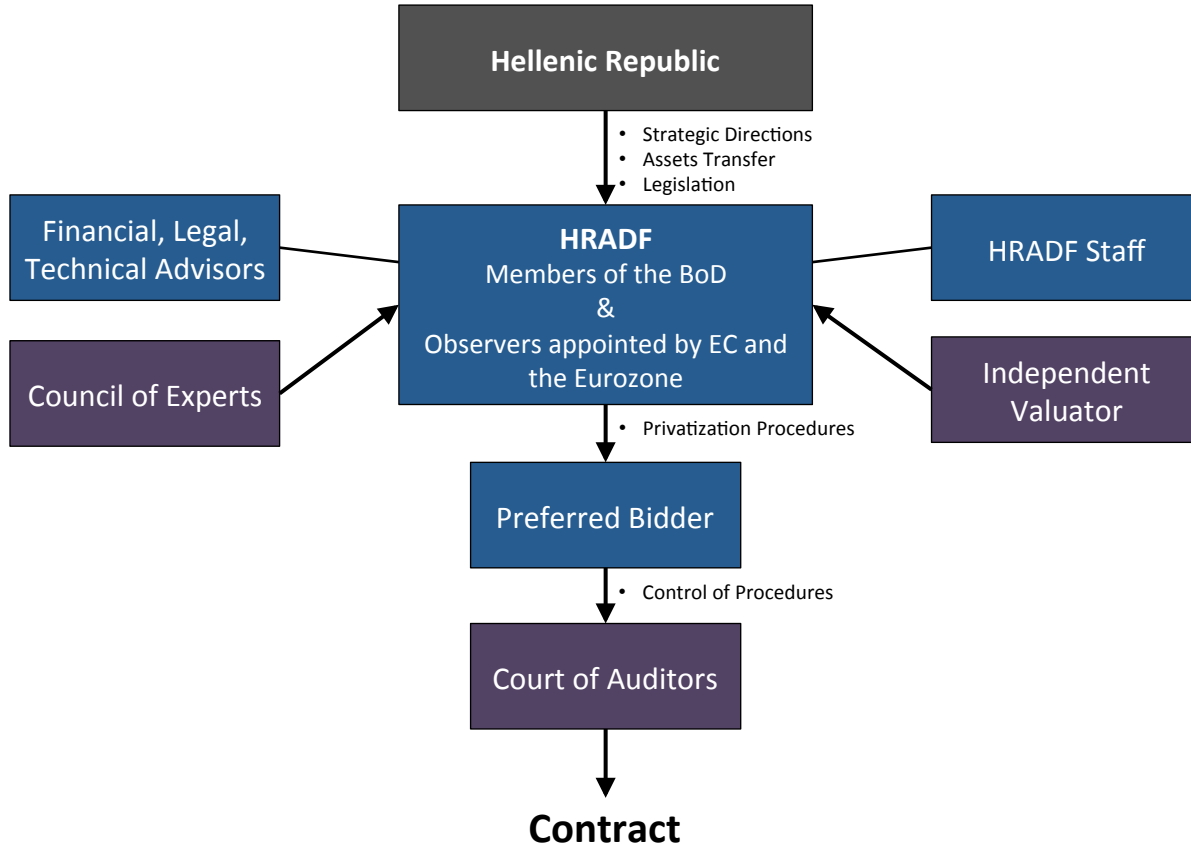 Hellenic Republic
• Strategic Directions
• Assets Transfer
• Legislation
Financial, Legal,
Technical Advisors
HRADF
Members of the BoD
&
Observers appointed by EC and
the Eurozone
HRADF Staff
Council of Experts
Independent
Valuator
• Privatization Procedures
Preferred Bidder
• Control of Procedures
Court of Auditors
Contract